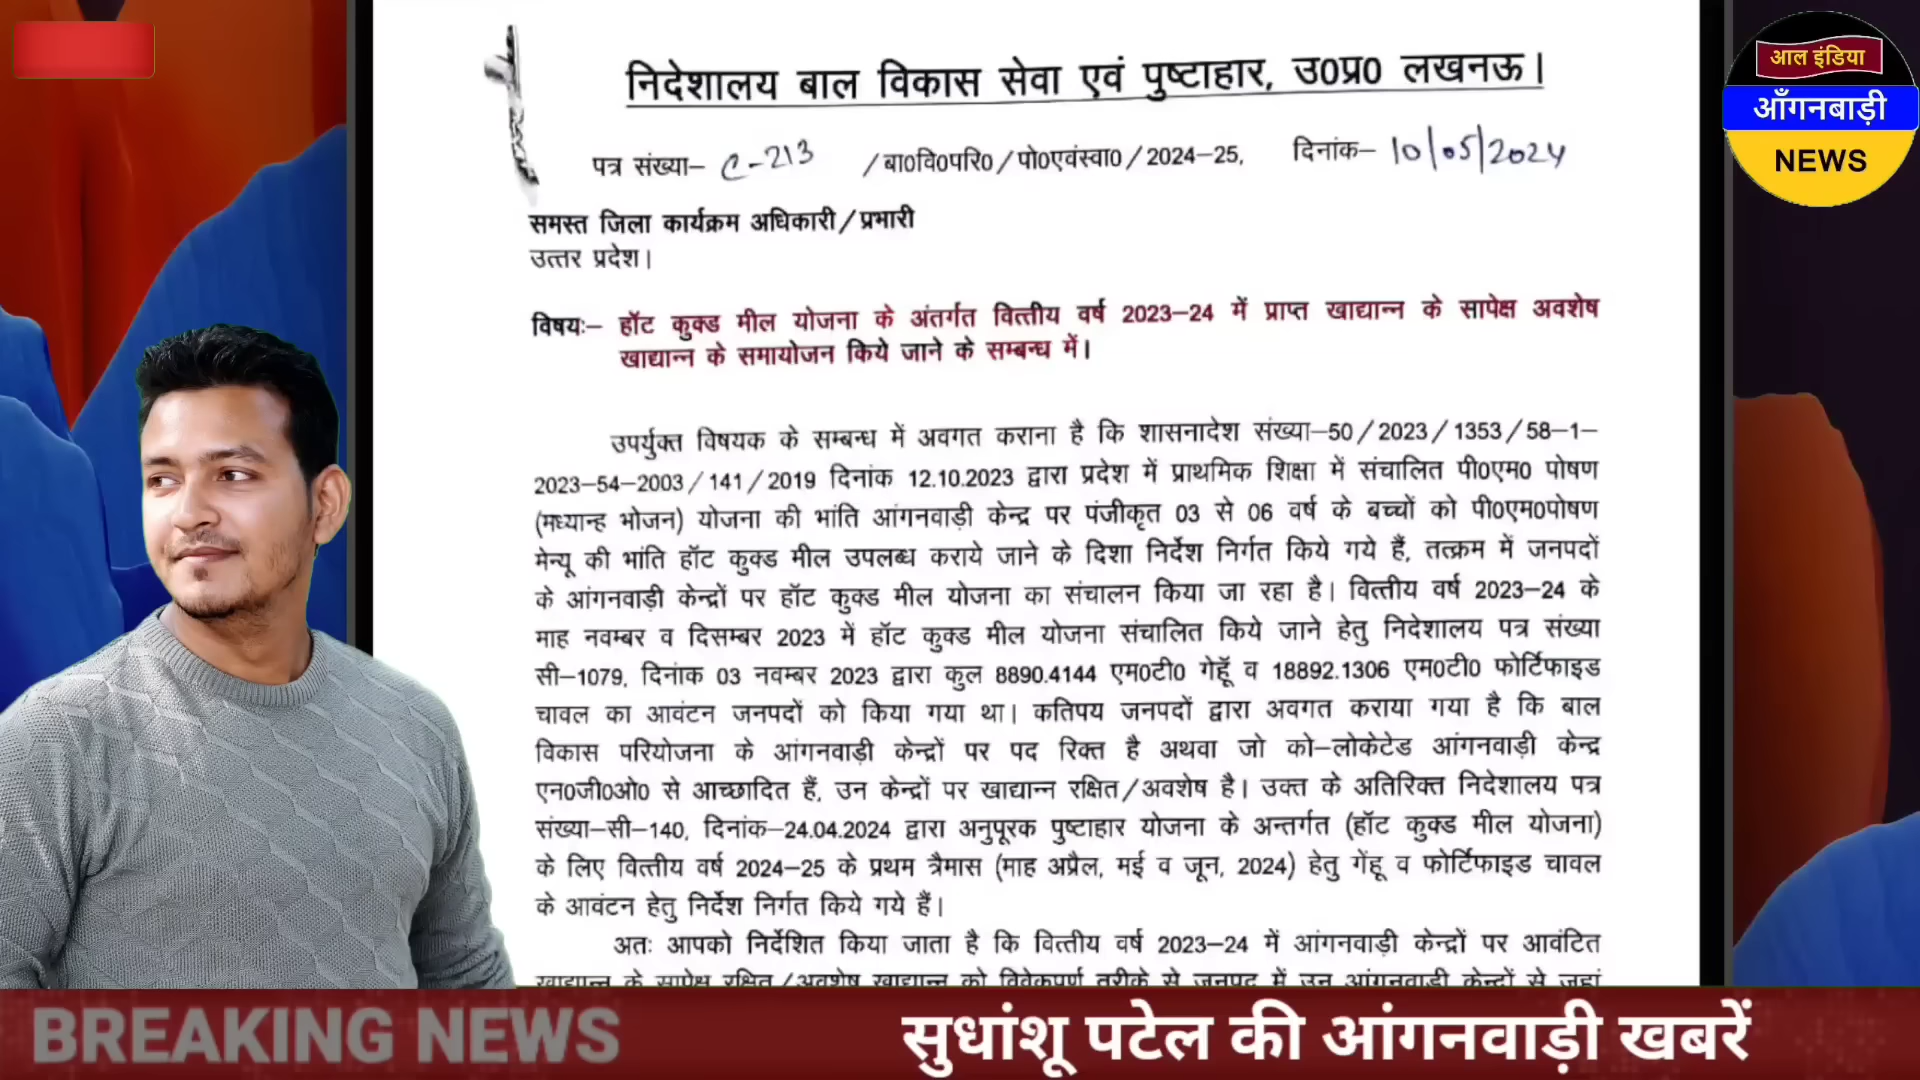 निदेशालय बाल विकास सेवा एवं पुष्टाहार, उ0प्र0 लखनऊ।
पत्र संख्या– C-213 /बा0वि0परि0/पो0एवंस्वा0/2024–25, दिनांक– 10/05/2024
समस्त जिला कार्यक्रम अधिकारी/प्रभारी
उत्तर प्रदेश।
विषयः– हॉट कुक्ड मील योजना के अंतर्गत वित्तीय वर्ष 2023–24 में प्राप्त खाद्यान्न के सापेक्ष अवशेष
खाद्यान्न के समायोजन किये जाने के सम्बन्ध में।
उपर्युक्त विषयक के सम्बन्ध में अवगत कराना है कि शासनादेश संख्या–50/2023/1353/58–1–
2023–54–2003/141/2019 दिनांक 12.10.2023 द्वारा प्रदेश में प्राथमिक शिक्षा में संचालित पी0एम0 पोषण
(मध्यान्ह भोजन) योजना की भांति आंगनवाड़ी केन्द्र पर पंजीकृत 03 से 06 वर्ष के बच्चों को पी0एम0पोषण
मेन्यू की भांति हॉट कुक्ड मील उपलब्ध कराये जाने के दिशा निर्देश निर्गत किये गये हैं, तत्क्रम में जनपदों
के आंगनवाड़ी केन्द्रों पर हॉट कुक्ड मील योजना का संचालन किया जा रहा है। वित्तीय वर्ष 2023–24 के
माह नवम्बर व दिसम्बर 2023 में हॉट कुक्ड मील योजना संचालित किये जाने हेतु निदेशालय पत्र संख्या
सी–1079, दिनांक 03 नवम्बर 2023 द्वारा कुल 8890.4144 एम0टी0 गेहूँ व 18892.1306 एम0टी0 फोर्टिफाइड
चावल का आवंटन जनपदों को किया गया था। कतिपय जनपदों द्वारा अवगत कराया गया है कि बाल
विकास परियोजना के आंगनवाड़ी केन्द्रों पर पद रिक्त है अथवा जो को–लोकेटेड आंगनवाड़ी केन्द्र
एन0जी0ओ0 से आच्छादित हैं, उन केन्द्रों पर खाद्यान्न रक्षित/अवशेष है। उक्त के अतिरिक्त निदेशालय पत्र
संख्या–सी–140, दिनांक–24.04.2024 द्वारा अनुपूरक पुष्टाहार योजना के अन्तर्गत (हॉट कुक्ड मील योजना)
के लिए वित्तीय वर्ष 2024–25 के प्रथम त्रैमास (माह अप्रैल, मई व जून, 2024) हेतु गेंहू व फोर्टिफाइड चावल
के आवंटन हेतु निर्देश निर्गत किये गये हैं।
अतः आपको निर्देशित किया जाता है कि वित्तीय वर्ष 2023–24 में आंगनवाड़ी केन्द्रों पर आवंटित
खाद्यान्न के सापेक्ष रक्षित/अवशेष खाद्यान्न को विवेकपूर्ण तरीके से जनपद में उन आंगनवाड़ी केन्द्रों से जहां
आल इंडिया
आँगनबाड़ी
NEWS
BREAKING NEWS
सुधांशू पटेल की आंगनवाड़ी खबरें